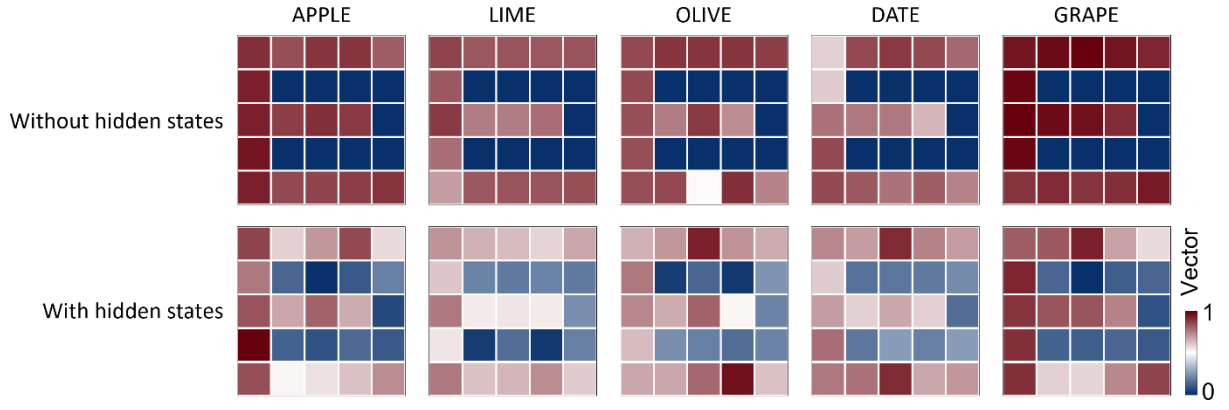 APPLE LIME OLIVE DATE GRAPE
Without hidden states
With hidden states
Vector
1
0